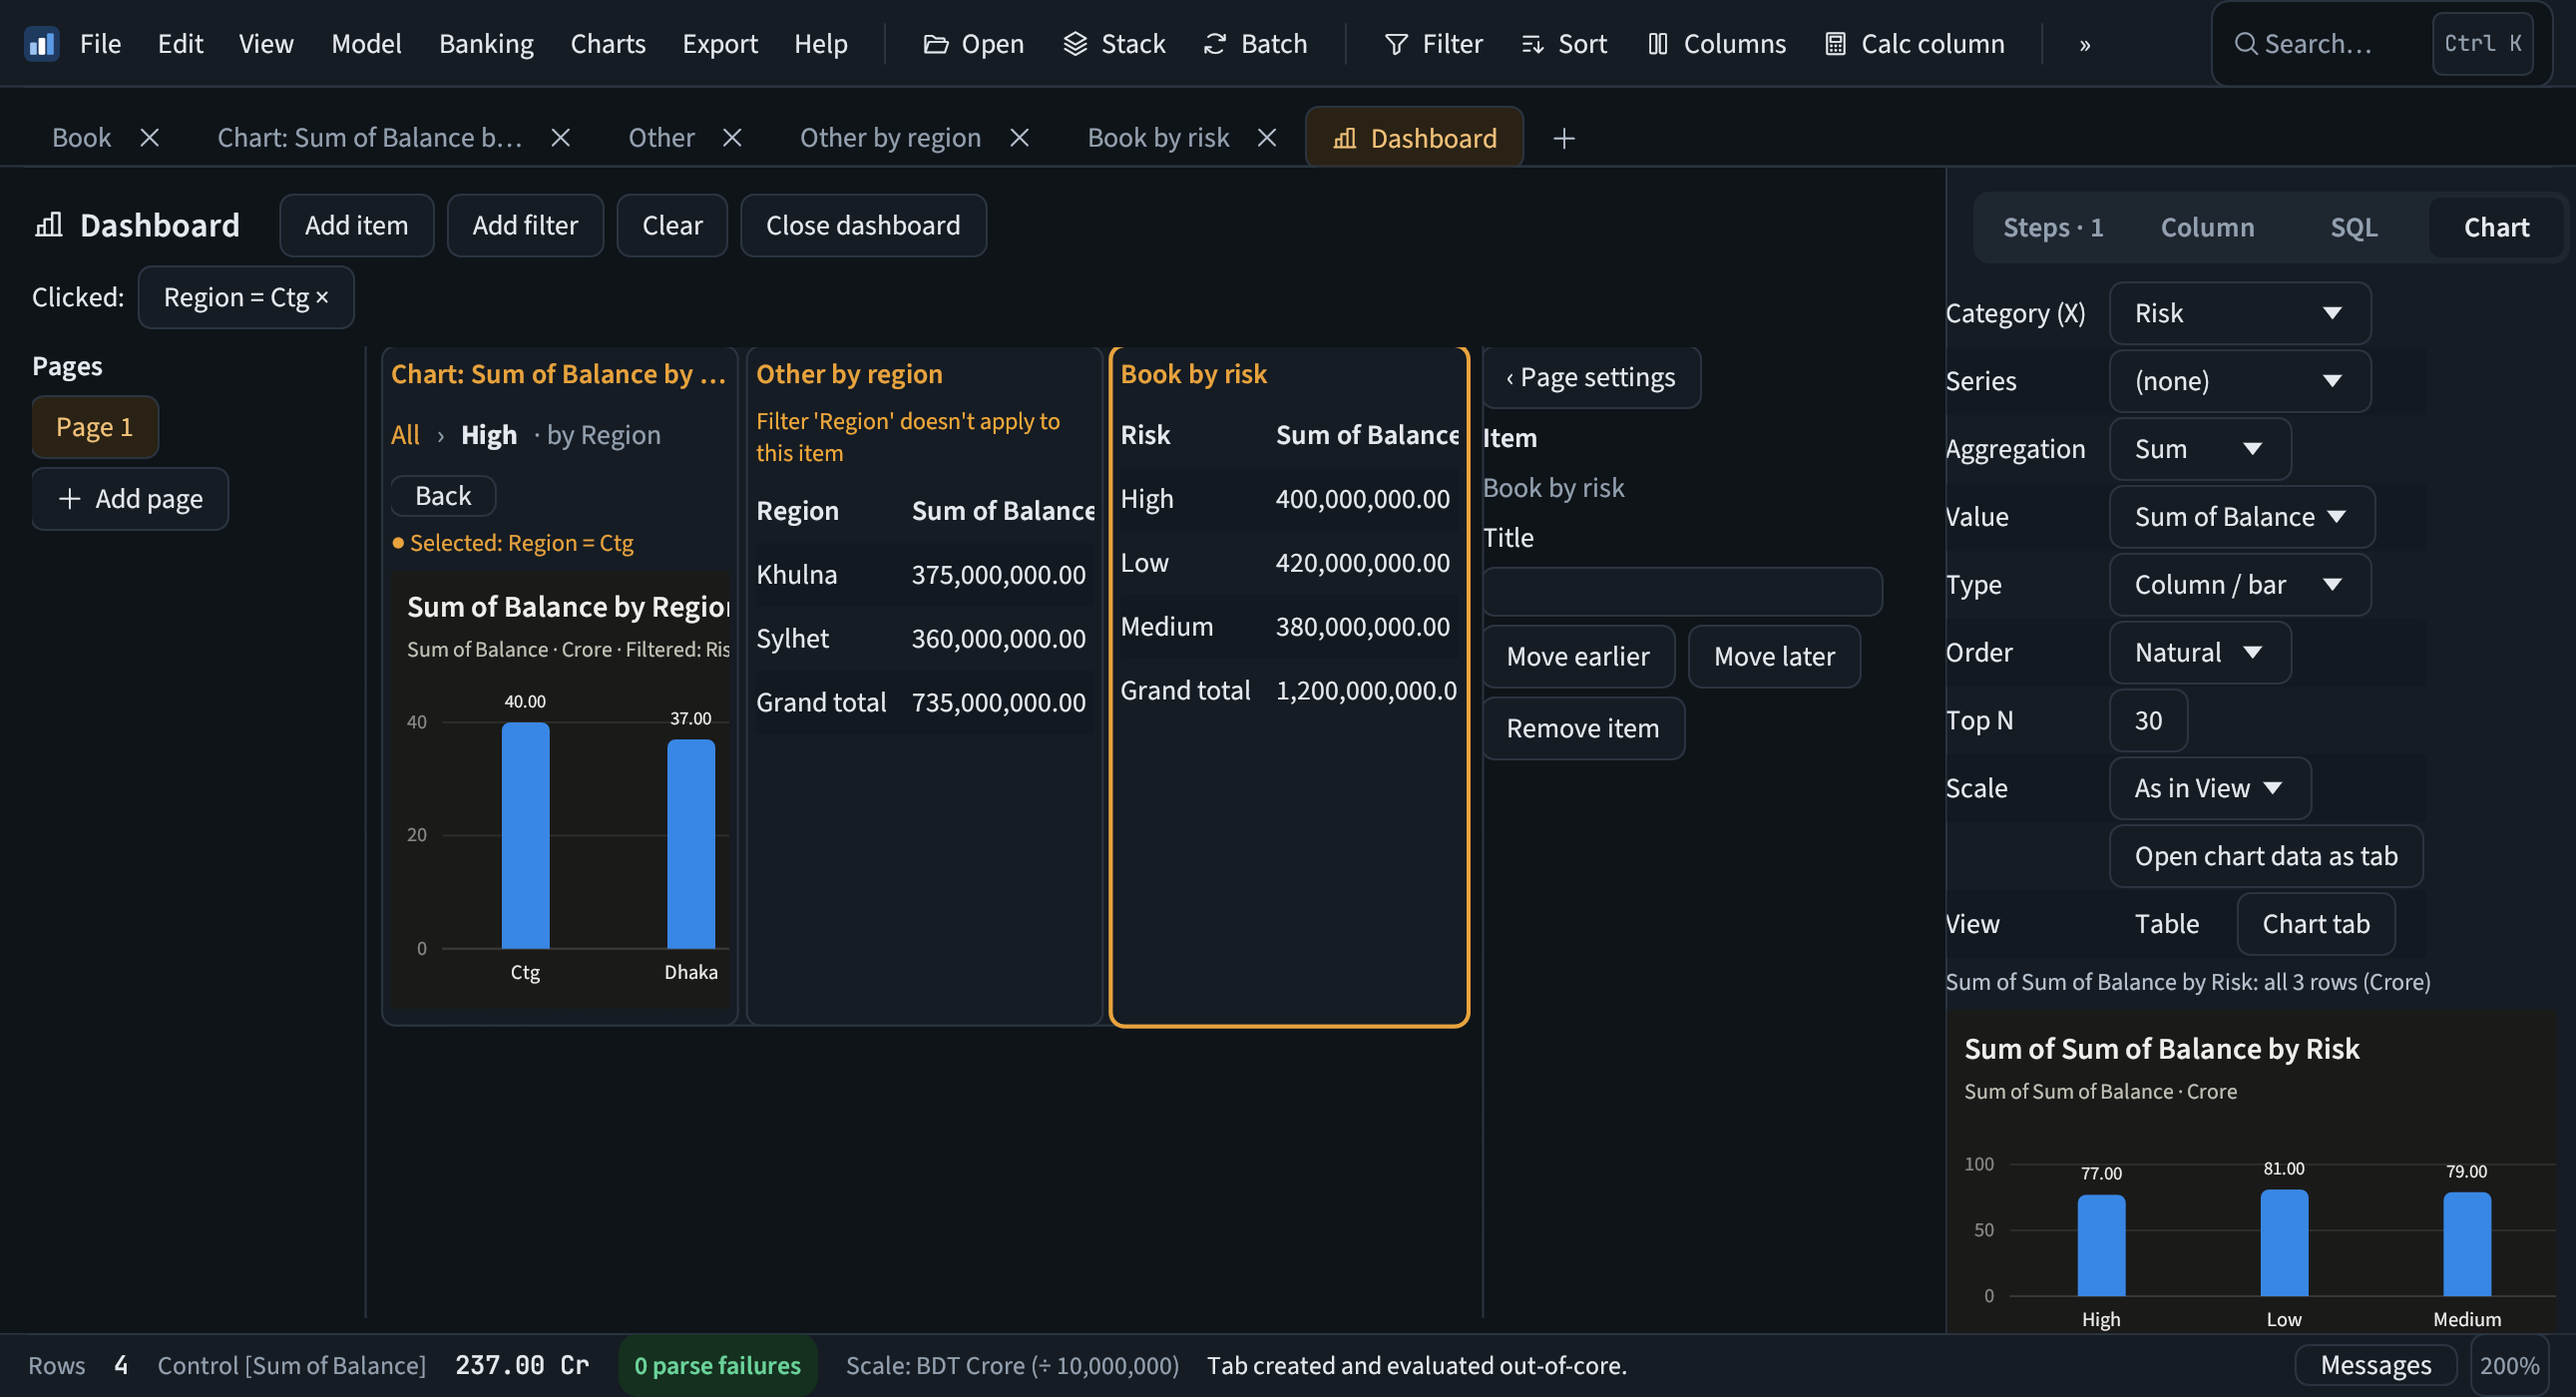 File Edit View Model Banking Charts Export Help Open Stack Batch Filter Sort Columns Calc column » Search… Ctrl K
Book × Chart: Sum of Balance b… × Other × Other by region × Book by risk × Dashboard +
Dashboard Add item Add filter Clear Close dashboard
Clicked: Region = Ctg ×
Pages
Page 1
+ Add page
Chart: Sum of Balance by …
All › High · by Region
Back
Selected: Region = Ctg
Sum of Balance by Region
Sum of Balance · Crore · Filtered: Ris
40.00
37.00
40
20
0
Ctg Dhaka
Other by region
Filter 'Region' doesn't apply to
this item
Region Sum of Balance
Khulna 375,000,000.00
Sylhet 360,000,000.00
Grand total 735,000,000.00
Book by risk
Risk Sum of Balance
High 400,000,000.00
Low 420,000,000.00
Medium 380,000,000.00
Grand total 1,200,000,000.0
‹ Page settings
Item
Book by risk
Title
Move earlier Move later
Remove item
Steps · 1 Column SQL Chart
Category (X) Risk
Series (none)
Aggregation Sum
Value Sum of Balance
Type Column / bar
Order Natural
Top N 30
Scale As in View
Open chart data as tab
View Table Chart tab
Sum of Sum of Balance by Risk: all 3 rows (Crore)
Sum of Sum of Balance by Risk
Sum of Sum of Balance · Crore
100
50
0
77.00 81.00 79.00
High Low Medium
Rows 4 Control [Sum of Balance] 237.00 Cr 0 parse failures Scale: BDT Crore (÷ 10,000,000) Tab created and evaluated out-of-core. Messages 200%